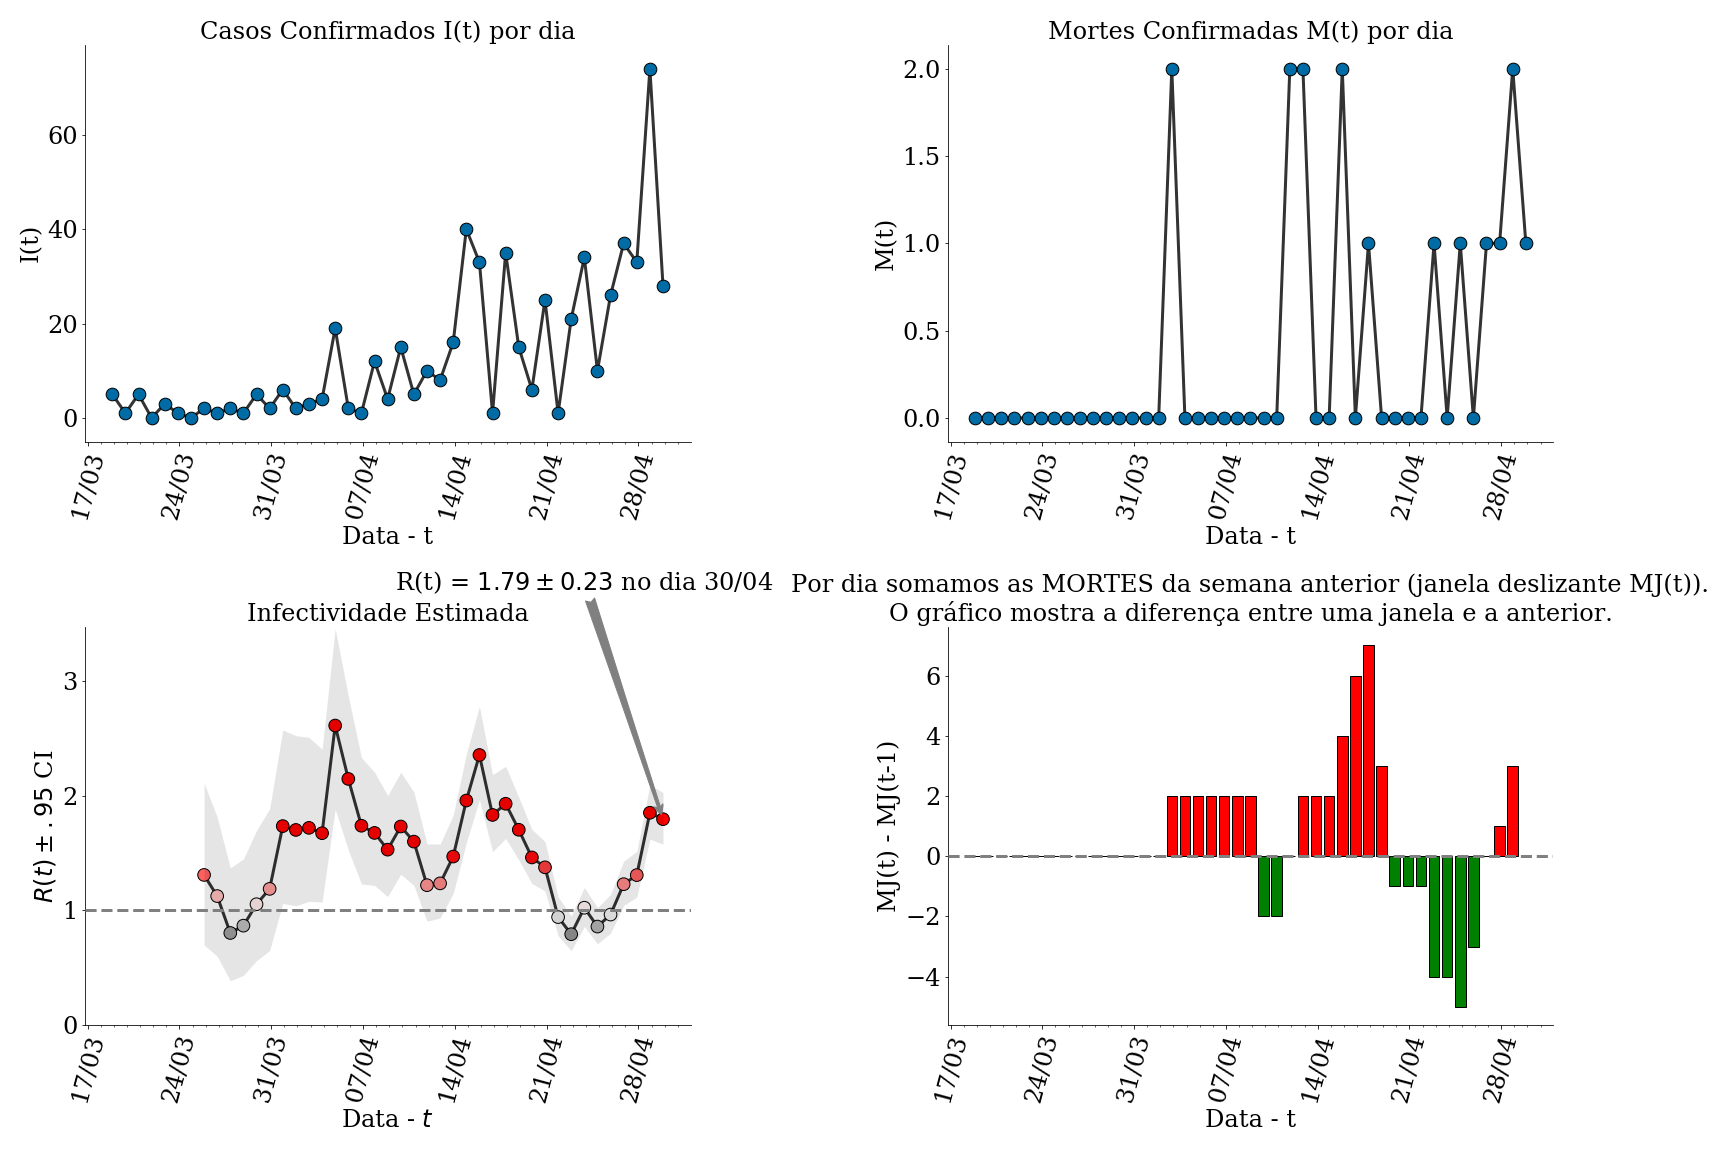 Casos Confirmados I(t) por dia
I(t)
60
40
20
0
17/03 24/03 31/03 07/04 14/04 21/04 28/04
Data - t
Mortes Confirmadas M(t) por dia
M(t)
2.0
1.5
1.0
0.5
0.0
17/03 24/03 31/03 07/04 14/04 21/04 28/04
Data - t
R(t) = 1.79 ± 0.23 no dia 30/04
Infectividade Estimada
R(t) ± .95 CI
3
2
1
0
17/03 24/03 31/03 07/04 14/04 21/04 28/04
Data - t
Por dia somamos as MORTES da semana anterior (janela deslizante MJ(t)).
O gráfico mostra a diferença entre uma janela e a anterior.
MJ(t) - MJ(t-1)
6
4
2
0
−2
−4
17/03 24/03 31/03 07/04 14/04 21/04 28/04
Data - t